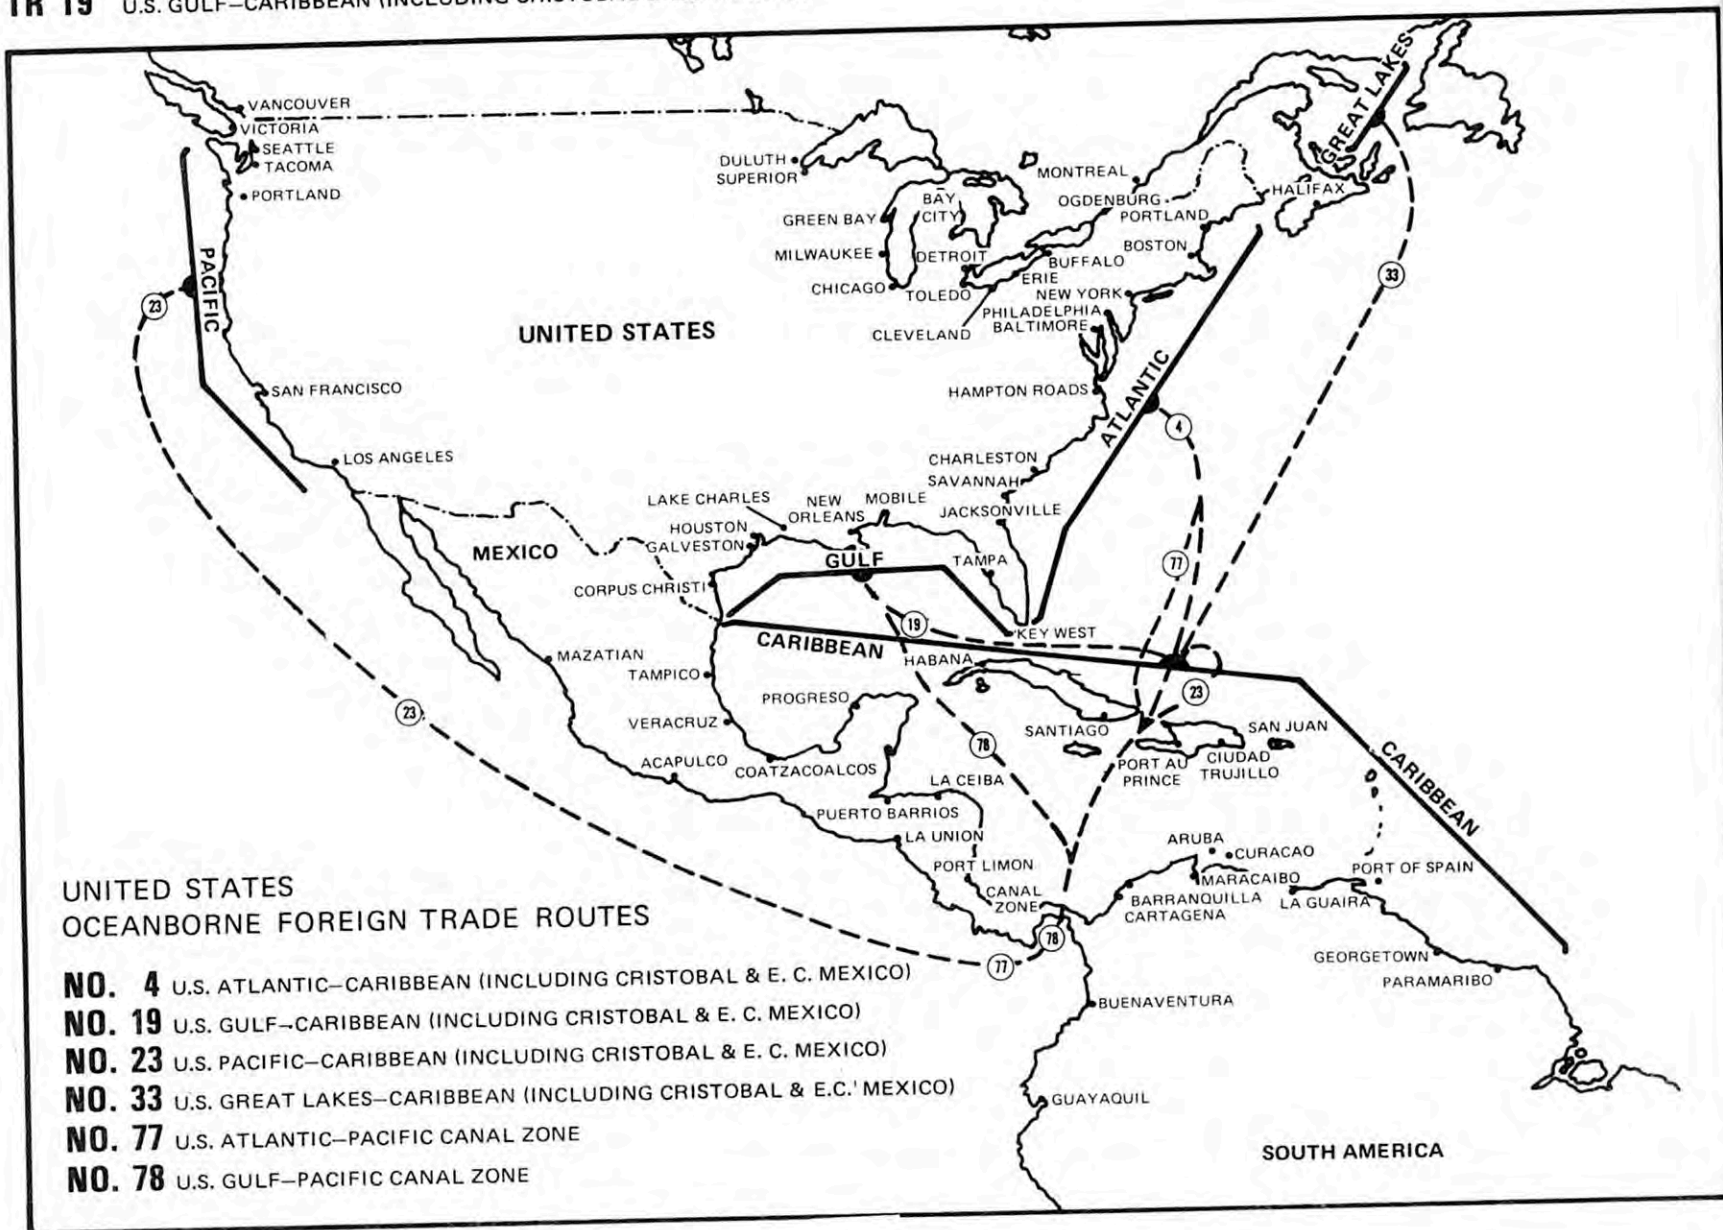 TR 19 U.S. GULF–CARIBBEAN (INCLUDING
VANCOUVER
VICTORIA
SEATTLE
TACOMA
PORTLAND
PACIFIC
23
SAN FRANCISCO
LOS ANGELES
UNITED STATES
DULUTH
SUPERIOR
GREEN BAY
MILWAUKEE
CHICAGO
BAY
CITY
DETROIT
TOLEDO
CLEVELAND
ERIE
BUFFALO
MONTREAL
OGDENBURG
PORTLAND
BOSTON
NEW YORK
PHILADELPHIA
BALTIMORE
HAMPTON ROADS
HALIFAX
GREAT LAKES
33
ATLANTIC
4
77
CHARLESTON
SAVANNAH
JACKSONVILLE
TAMPA
KEY WEST
LAKE CHARLES
NEW
ORLEANS
MOBILE
HOUSTON
GALVESTON
CORPUS CHRISTI
GULF
19
MEXICO
CARIBBEAN
HABANA
23
MAZATIAN
TAMPICO
PROGRESO
VERACRUZ
ACAPULCO
COATZACOALCOS
23
78
SANTIAGO
PORT AU
PRINCE
CIUDAD
TRUJILLO
SAN JUAN
CARIBBEAN
LA CEIBA
PUERTO BARRIOS
LA UNION
PORT LIMON
CANAL
ZONE
ARUBA
CURACAO
MARACAIBO
BARRANQUILLA
CARTAGENA
LA GUAIRA
PORT OF SPAIN
78
77
GEORGETOWN
PARAMARIBO
BUENAVENTURA
GUAYAQUIL
SOUTH AMERICA
UNITED STATES
OCEANBORNE FOREIGN TRADE ROUTES
NO. 4 U.S. ATLANTIC–CARIBBEAN (INCLUDING CRISTOBAL & E. C. MEXICO)
NO. 19 U.S. GULF–CARIBBEAN (INCLUDING CRISTOBAL & E. C. MEXICO)
NO. 23 U.S. PACIFIC–CARIBBEAN (INCLUDING CRISTOBAL & E. C. MEXICO)
NO. 33 U.S. GREAT LAKES–CARIBBEAN (INCLUDING CRISTOBAL & E.C.' MEXICO)
NO. 77 U.S. ATLANTIC–PACIFIC CANAL ZONE
NO. 78 U.S. GULF–PACIFIC CANAL ZONE